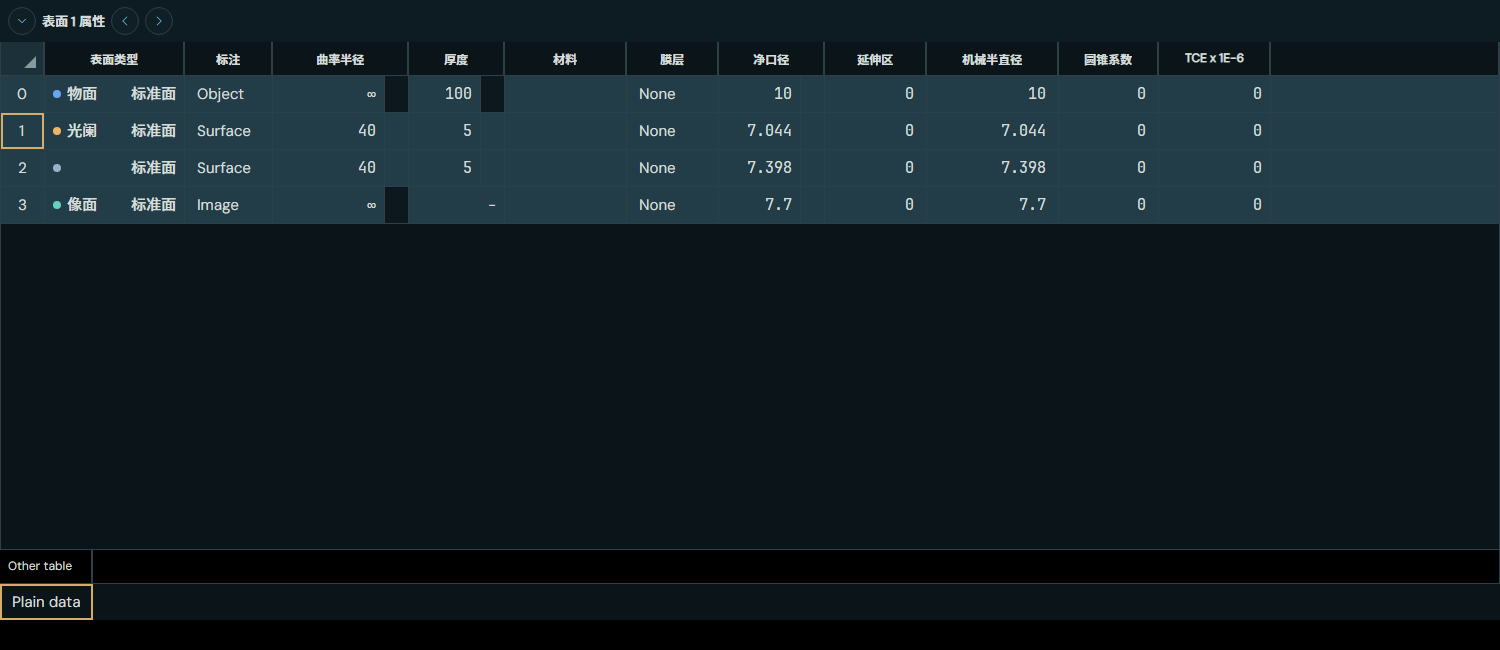 表面 1 属性
表面类型 标注 曲率半径 厚度 材料 膜层 净口径 延伸区 机械半直径 圆锥系数 TCE x 1E-6
0 物面 标准面 Object ∞ 100 None 10 0 10 0 0
1 光阑 标准面 Surface 40 5 None 7.044 0 7.044 0 0
2 标准面 Surface 40 5 None 7.398 0 7.398 0 0
3 像面 标准面 Image ∞ - None 7.7 0 7.7 0 0
Other table
Plain data